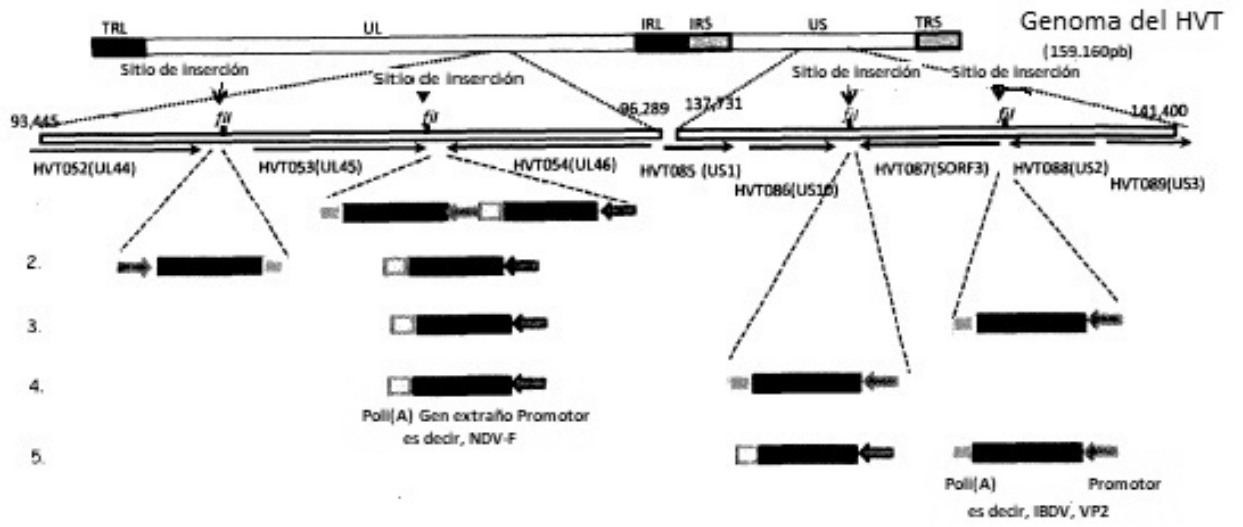 TRL UL IRL IRS US TRS Genoma del HVT
(159.160pb)
Sitio de inserción Sitio de inserción Sitio de inserción Sitio de inserción
93,445 96,289 137,731 141,400
HVT052(UL44) HVT053(UL45) HVT054(UL46) HVT085 (US1) HVT086(US10) HVT087(SORF3) HVT088(US2) HVT089(US3)
2.
3.
4.
Poli(A) Gen extraño Promotor
es decir, NDV-F
5.
Poli(A) Promotor
es decir, IBDV, VP2